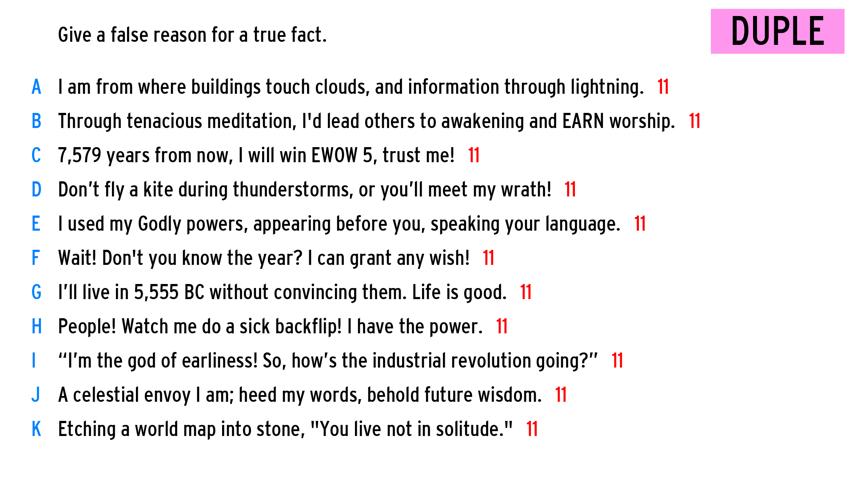 Give a false reason for a true fact.
DUPLE
A I am from where buildings touch clouds, and information through lightning. 11
B Through tenacious meditation, I'd lead others to awakening and EARN worship. 11
C 7,579 years from now, I will win EWOW 5, trust me! 11
D Don’t fly a kite during thunderstorms, or you’ll meet my wrath! 11
E I used my Godly powers, appearing before you, speaking your language. 11
F Wait! Don't you know the year? I can grant any wish! 11
G I’ll live in 5,555 BC without convincing them. Life is good. 11
H People! Watch me do a sick backflip! I have the power. 11
I “I’m the god of earliness! So, how’s the industrial revolution going?” 11
J A celestial envoy I am; heed my words, behold future wisdom. 11
K Etching a world map into stone, "You live not in solitude." 11